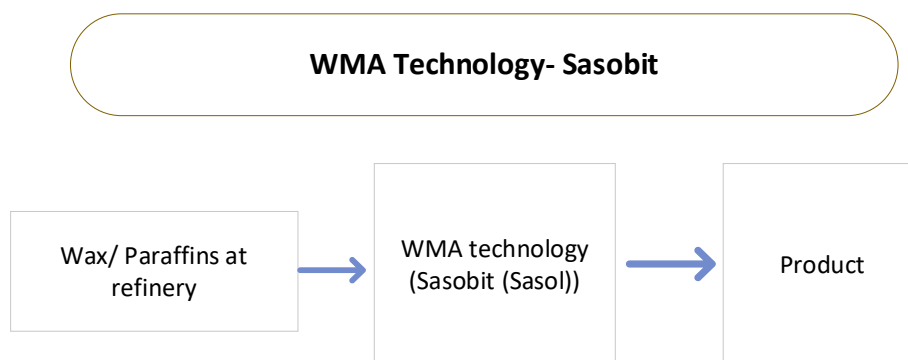 WMA Technology- Sasobit
Wax/ Paraffins at
refinery
WMA technology
(Sasobit (Sasol))
Product